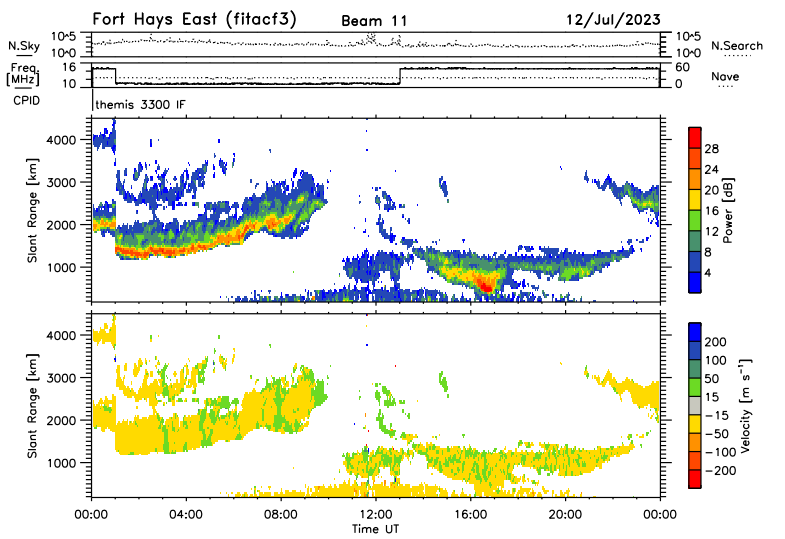 Fort Hays East (fitacf3) Beam 11 12/Jul/2023
N.Sky 10^5 10^0 10^5 10^0 N.Search
Freq. [MHz] 16 10 60 0 Nave
CPID themis 3300 IF
Slant Range [km]
4000
3000
2000
1000
28
24
20
16
12
8
4
Power [dB]
Slant Range [km]
4000
3000
2000
1000
200
100
50
15
-15
-50
-100
-200
Velocity [m s⁻¹]
00:00 04:00 08:00 12:00 16:00 20:00 00:00
Time UT